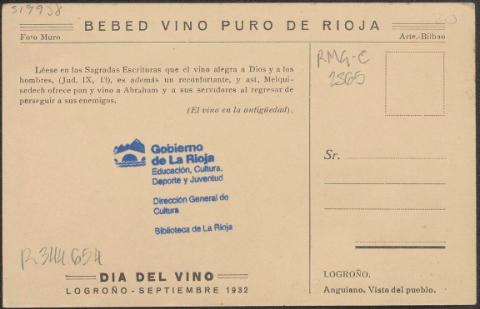 313938
20
BEBED VINO PURO DE RIOJA
Foto Muro
Arte.-Bilbao
RMG-C
2565
Léese en las Sagradas Escrituras que el vino alegra a Dios y a los
hombres, (Jud. IX, 13), es además un reconfortante, y así, Melqui-
sedech ofrece pan y vino a Abraham y a sus servidores al regresar de
perseguir a sus enemigos.
(El vino en la antigüedad).
Gobierno
de La Rioja
Educación, Cultura,
Deporte y Juventud
Dirección General de
Cultura
Biblioteca de La Rioja
Sr.
R.344654
DIA DEL VINO
LOGROÑO - SEPTIEMBRE 1932
LOGROÑO.
Anguiano. Vista del pueblo.